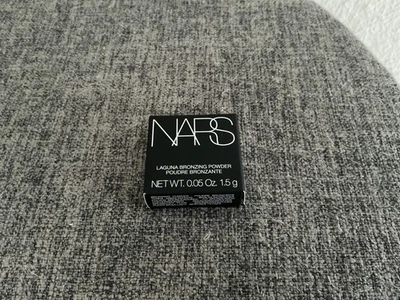 NARS
LAGUNA BRONZING POWDER
POUDRE BRONZANTE
NET WT. 0.05 Oz. 1.5 g